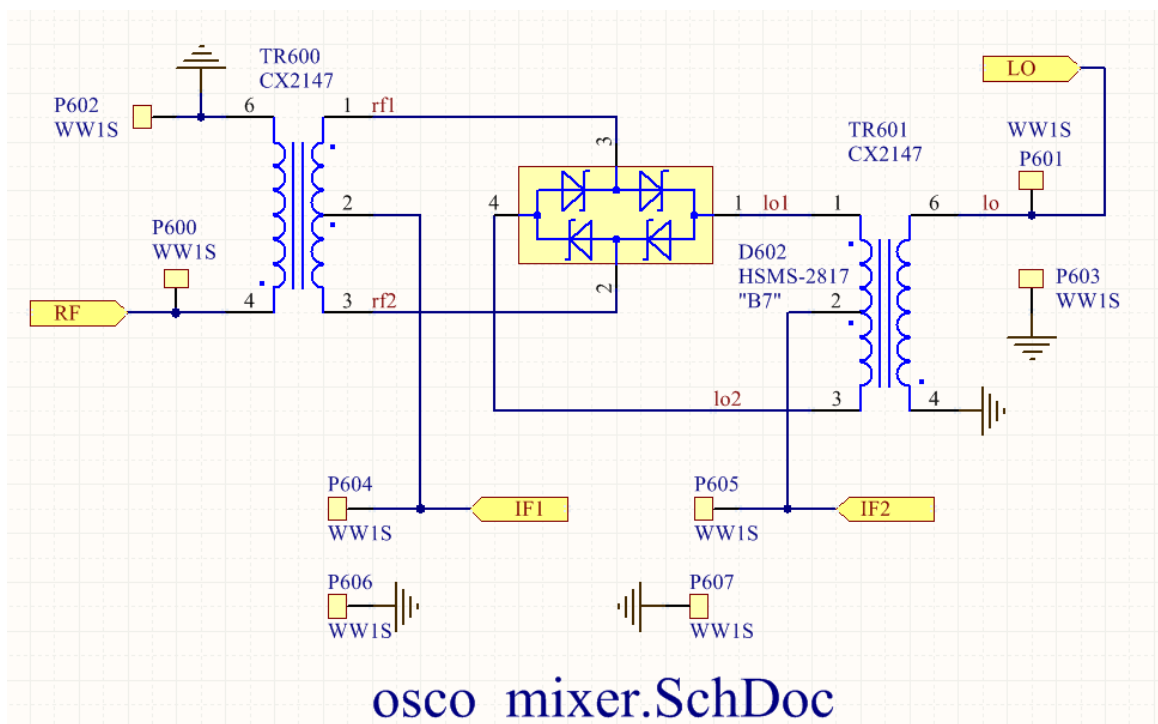 TR600
CX2147
P602
WW1S
6
1
rf1
LO
TR601
CX2147
WW1S
P601
3
4
1
lo1
1
6
lo
2
P600
WW1S
D602
HSMS-2817
"B7"
P603
WW1S
RF
4
3
rf2
2
2
lo2
3
4
P604
WW1S
IF1
P605
WW1S
IF2
P606
WW1S
P607
WW1S
osco mixer.SchDoc